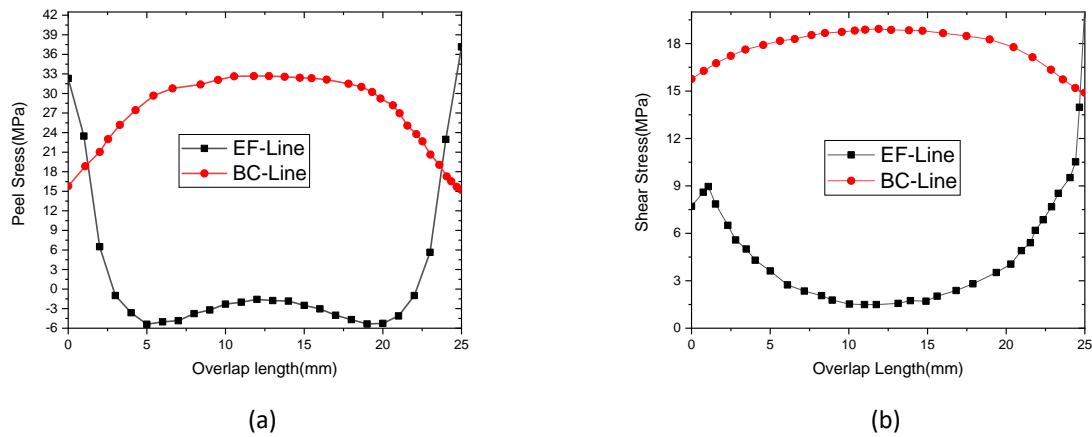 42
39
36
33
30
27
24
21
18
15
12
9
6
3
0
-3
-6
Peel Sress(MPa)
EF-Line
BC-Line
0 5 10 15 20 25
Overlap length(mm)
(a)
18
15
12
9
6
3
0
Shear Stress(MPa)
EF-Line
BC-Line
0 5 10 15 20 25
Overlap Length(mm)
(b)